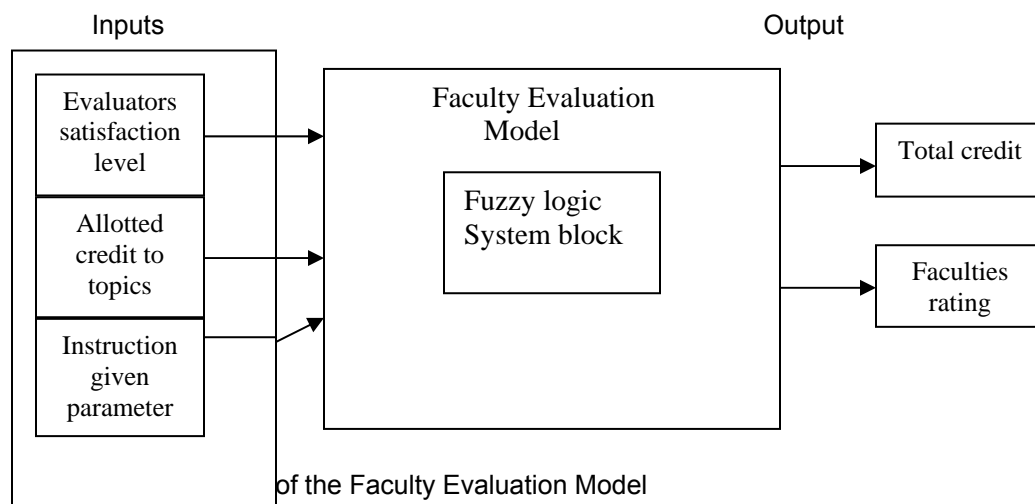 Inputs
Output
Evaluators
satisfaction
level
Allotted
credit to
topics
Instruction
given
parameter
Faculty Evaluation
Model
Fuzzy logic
System block
Total credit
Faculties
rating
of the Faculty Evaluation Model